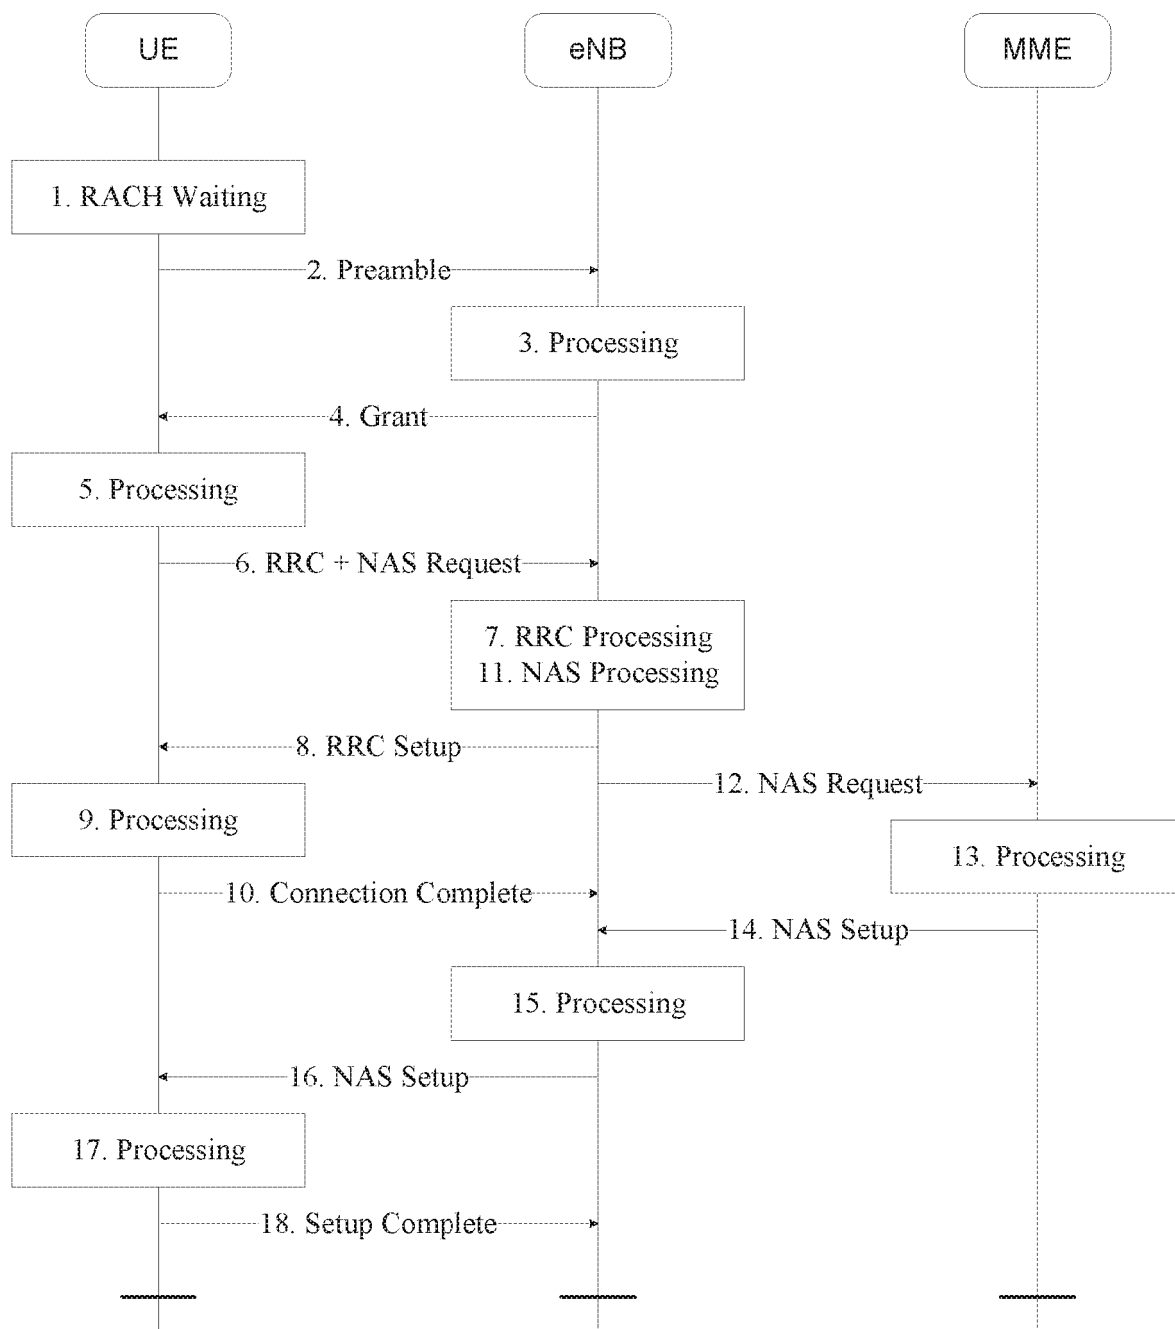 UE
eNB
MME
1. RACH Waiting
2. Preamble
3. Processing
4. Grant
5. Processing
6. RRC + NAS Request
7. RRC Processing
11. NAS Processing
8. RRC Setup
12. NAS Request
9. Processing
13. Processing
10. Connection Complete
14. NAS Setup
15. Processing
16. NAS Setup
17. Processing
18. Setup Complete